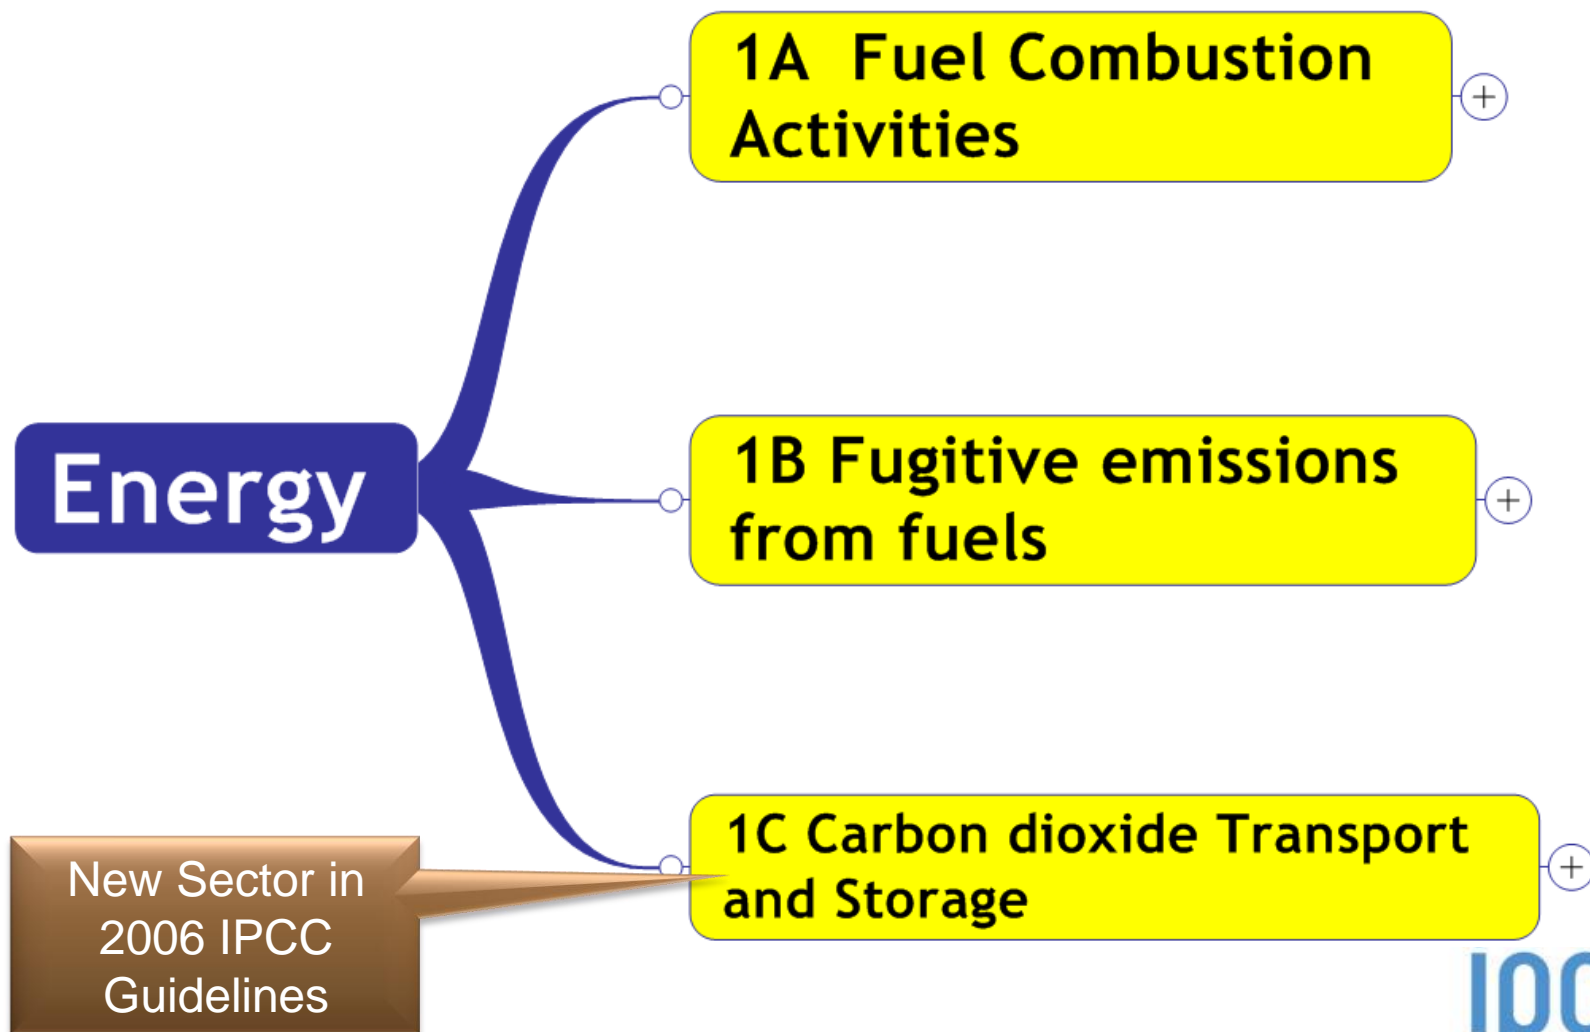 1A Fuel Combustion
Activities
Energy
1B Fugitive emissions
from fuels
1C Carbon dioxide Transport
and Storage
New Sector in
2006 IPCC
Guidelines